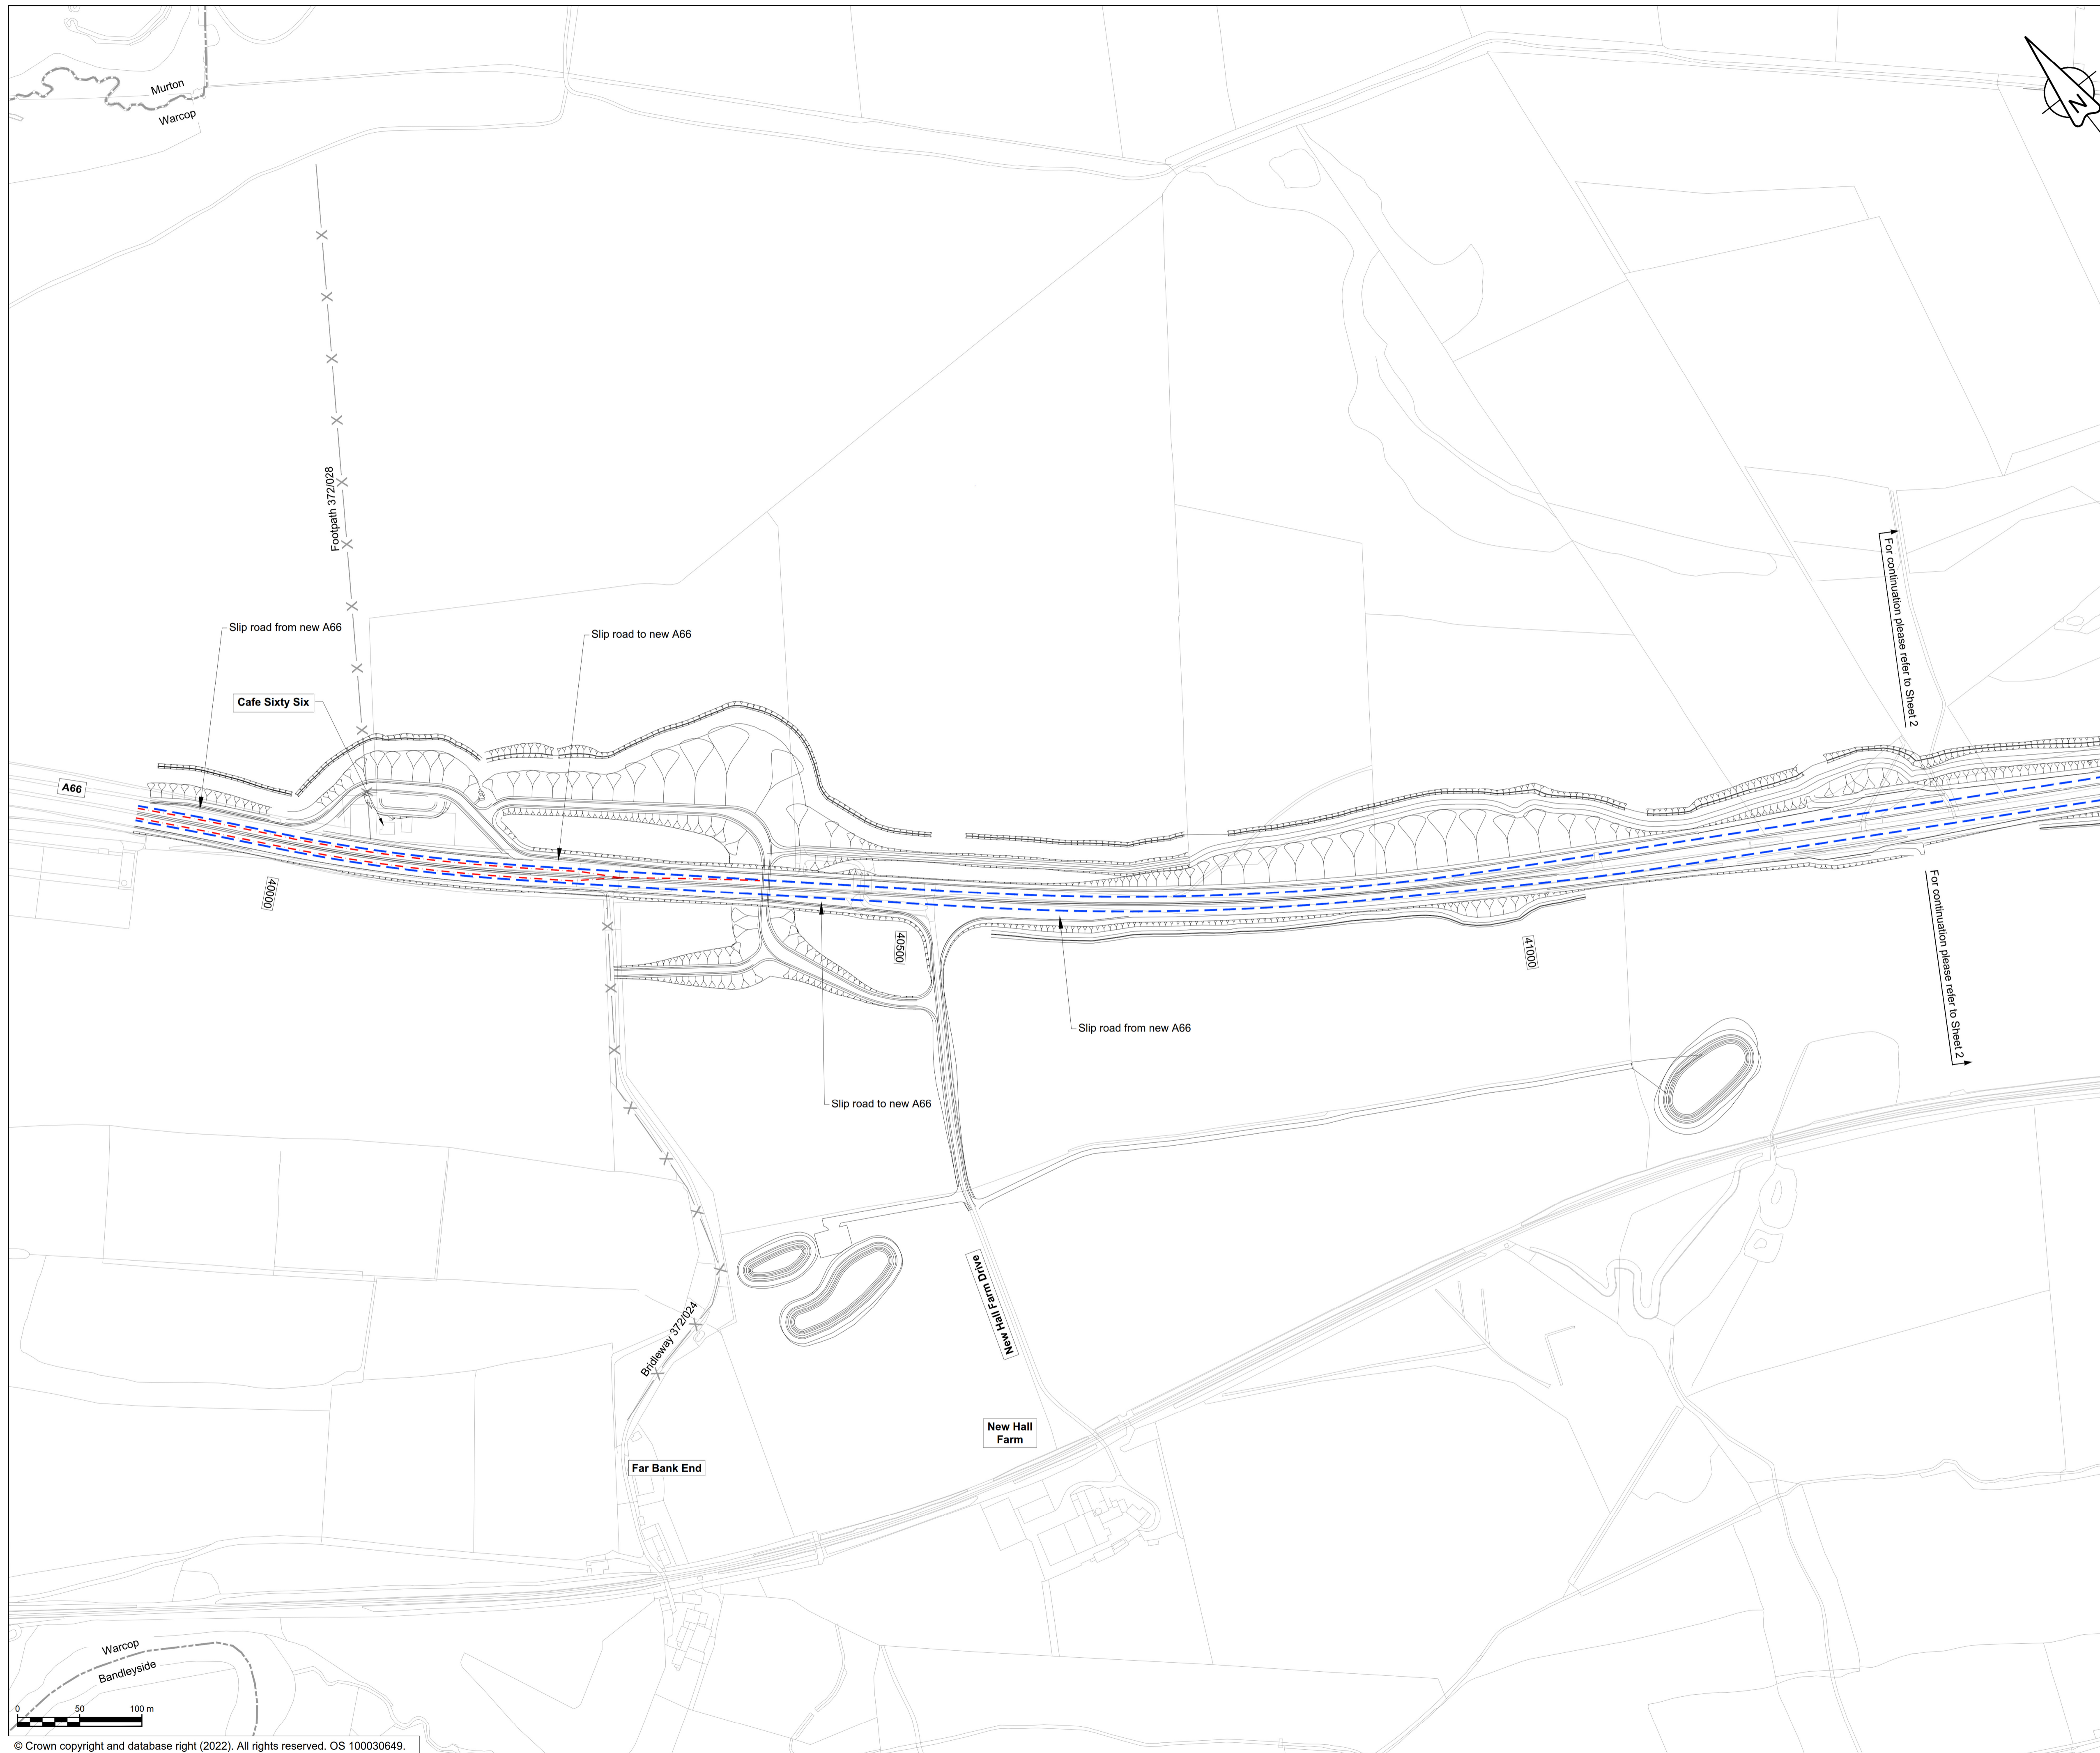 Murton
Warcop
N
Footpath 372/028
For continuation please refer to Sheet 2
Slip road from new A66
Slip road to new A66
Cafe Sixty Six
A66
40000
40500
41000
For continuation please refer to Sheet 2
Slip road from new A66
Slip road to new A66
New Hall Farm Drive
Bridleway 372/024
New Hall
Farm
Far Bank End
Warcop
Bandleyside
0 50 100 m
© Crown copyright and database right (2022). All rights reserved. OS 100030649.